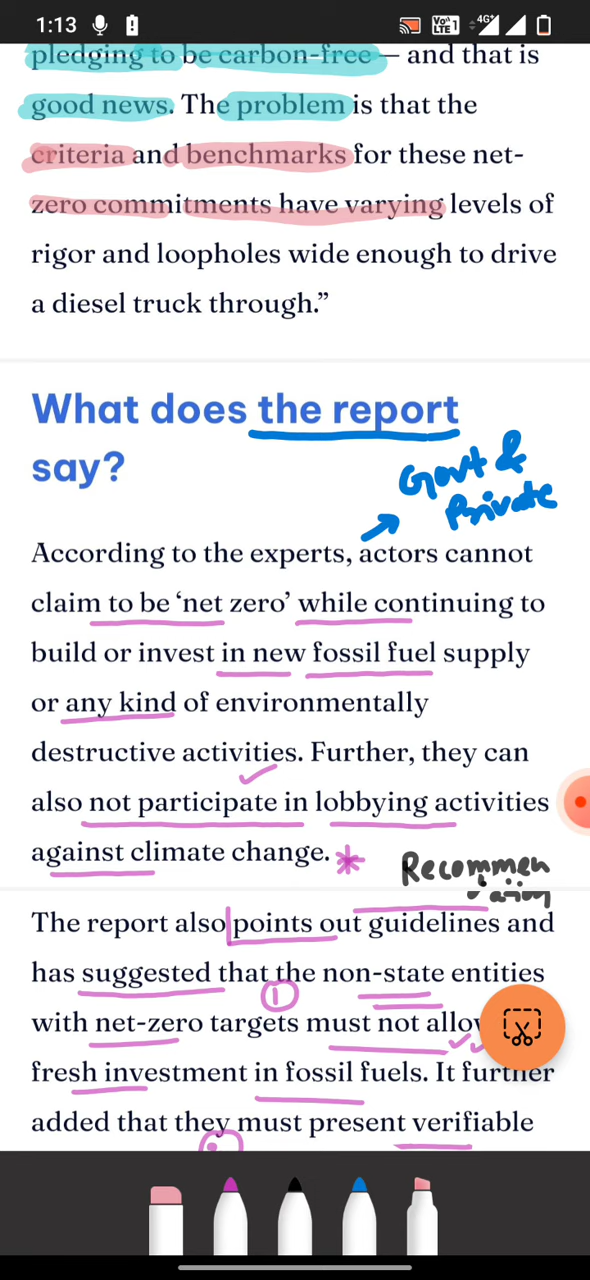 1:13
Vo LTE 1 4G+
pledging to be carbon-free — and that is
good news. The problem is that the
criteria and benchmarks for these net-
zero commitments have varying levels of
rigor and loopholes wide enough to drive
a diesel truck through.”
What does the report
say?
Govt &
Private
According to the experts, actors cannot
claim to be ‘net zero’ while continuing to
build or invest in new fossil fuel supply
or any kind of environmentally
destructive activities. Further, they can
also not participate in lobbying activities
against climate change. *
Recommen
The report also points out guidelines and
has suggested that the non-state entities
1
with net-zero targets must not allow
fresh investment in fossil fuels. It further
added that they must present verifiable